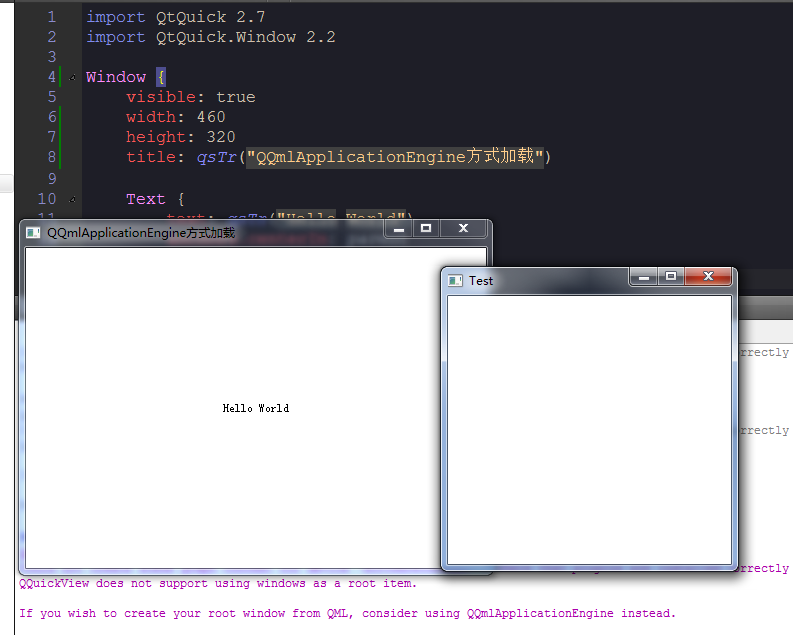 1 import QtQuick 2.7
2 import QtQuick.Window 2.2
3
4 Window {
5 visible: true
6 width: 460
7 height: 320
8 title: qsTr("QQmlApplicationEngine方式加载")
9
10 Text {
11 text: qsTr("Hello World")
QQmlApplicationEngine方式加载
Test
Hello World
rrectly
rrectly
rrectly
QQuickView does not support using windows as a root item.
If you wish to create your root window from QML, consider using QQmlApplicationEngine instead.